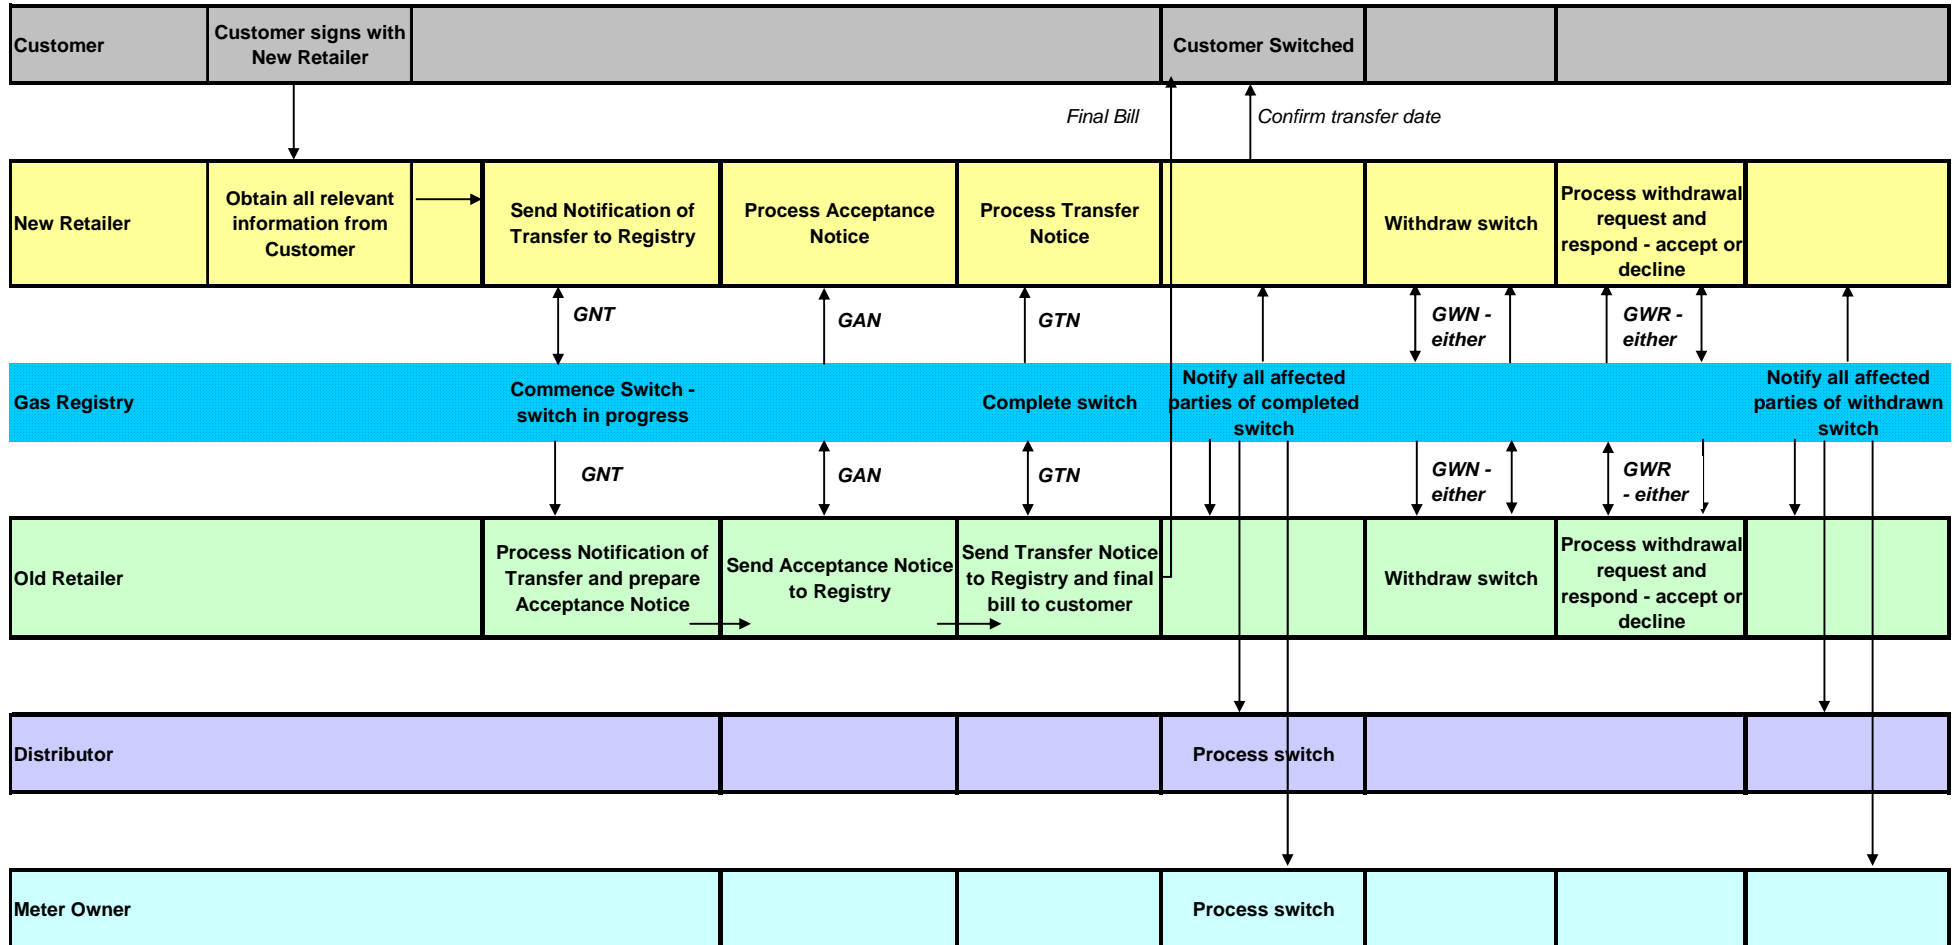 Customer
Customer signs with
New Retailer
Customer Switched
Final Bill
Confirm transfer date
New Retailer
Obtain all relevant
information from
Customer
Send Notification of
Transfer to Registry
Process Acceptance
Notice
Process Transfer
Notice
Withdraw switch
Process withdrawal
request and
respond - accept or
decline
GNT
GAN
GTN
GWN -
either
GWR -
either
Gas Registry
Commence Switch -
switch in progress
Complete switch
Notify all affected
parties of completed
switch
Notify all affected
parties of withdrawn
switch
GNT
GAN
GTN
GWN -
either
GWR
- either
Old Retailer
Process Notification of
Transfer and prepare
Acceptance Notice
Send Acceptance Notice
to Registry
Send Transfer Notice
to Registry and final
bill to customer
Withdraw switch
Process withdrawal
request and
respond - accept or
decline
Distributor
Process switch
Meter Owner
Process switch